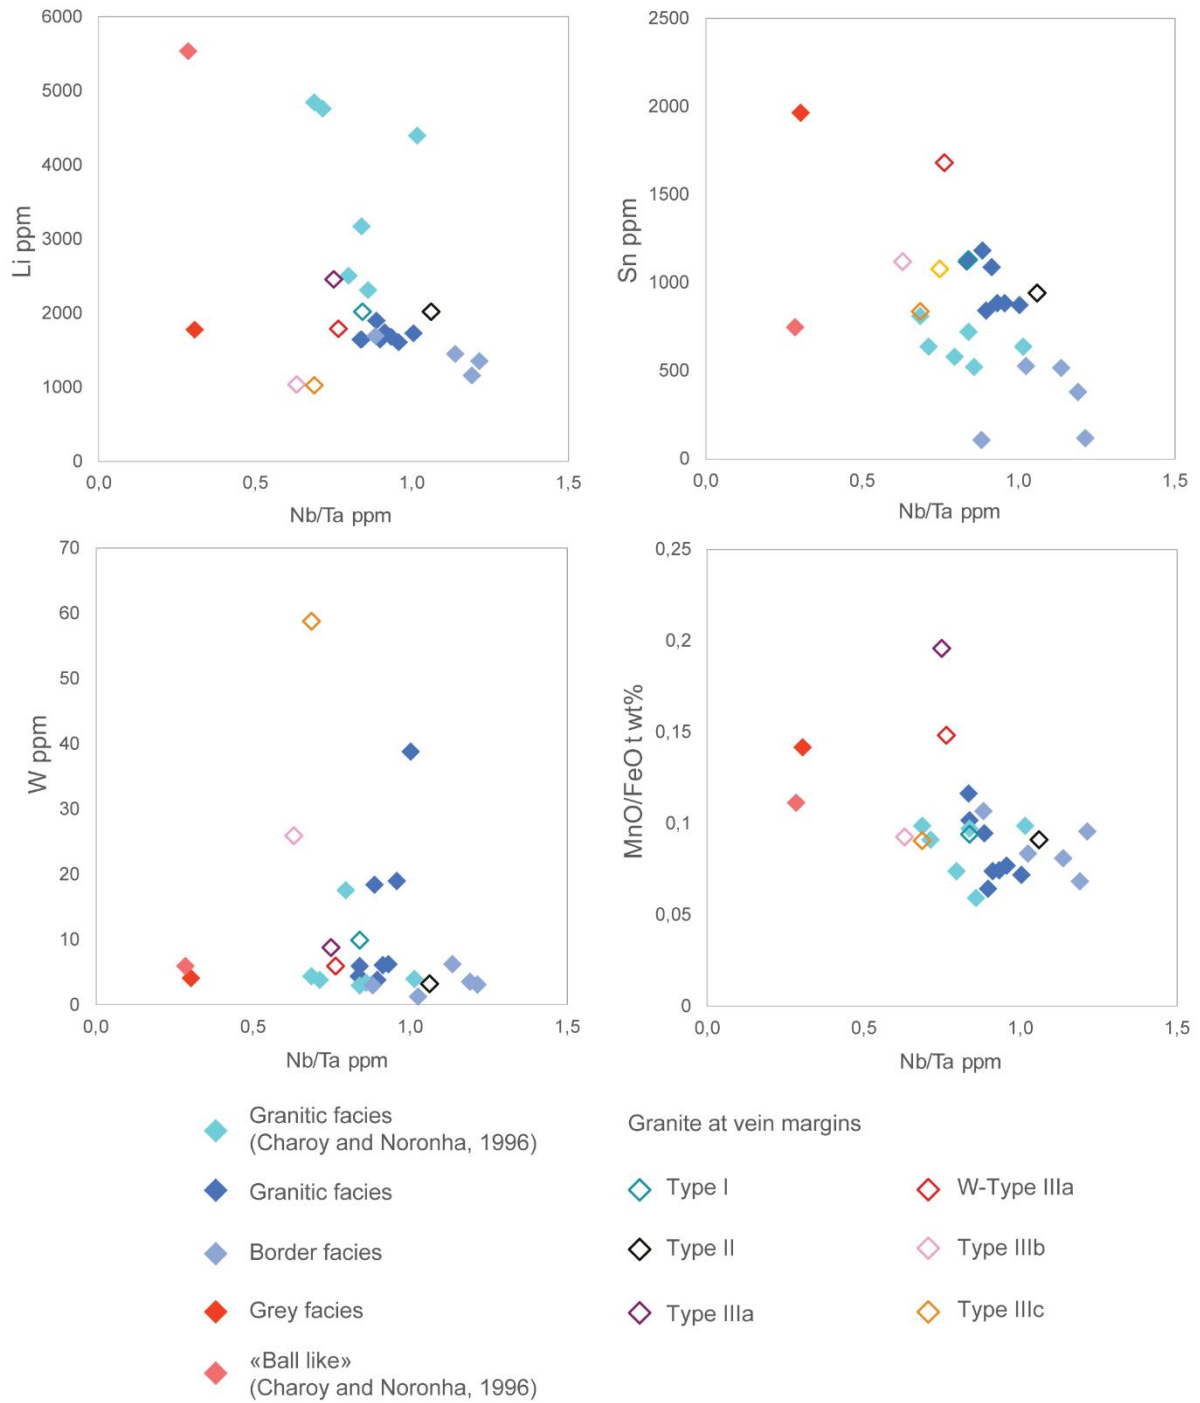 6000
5000
4000
3000
2000
1000
0
Li ppm
0,0 0,5 1,0 1,5
Nb/Ta ppm
2500
2000
1500
1000
500
0
Sn ppm
0,0 0,5 1,0 1,5
Nb/Ta ppm
70
60
50
40
30
20
10
0
W ppm
0,0 0,5 1,0 1,5
Nb/Ta ppm
0,25
0,2
0,15
0,1
0,05
0
MnO/FeO t wt%
0,0 0,5 1,0 1,5
Nb/Ta ppm
Granitic facies
(Charoy and Noronha, 1996)
Granitic facies
Border facies
Grey facies
«Ball like»
(Charoy and Noronha, 1996)
Granite at vein margins
Type I
Type II
Type IIIa
W-Type IIIa
Type IIIb
Type IIIc